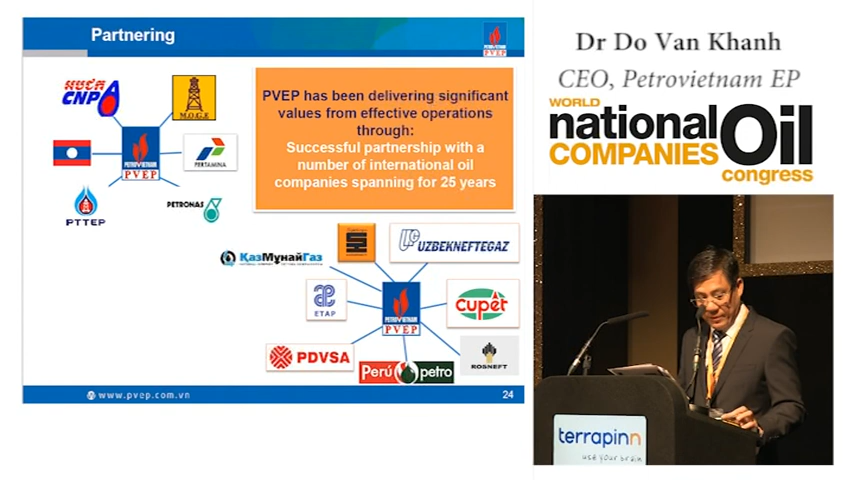 Partnering
PETROVIETNAM
PVEP has been delivering significant
values from effective operations
through:
Successful partnership with a
number of international oil
companies spanning for 25 years
CNP
M.O.G.E
PETROVIETNAM
PVEP
PERTAMINA
PTTEP
PETRONAS
ҚазМұнайГаз
UZBEKNEFTEGAZ
ETAP
PETROVIETNAM
PVEP
cupet
PDVSA
Perú petro
ROSNEFT
www.pvep.com.vn
24
Dr Do Van Khanh
CEO, Petrovietnam EP
WORLD
national Oil
COMPANIES
congress
terrapinn
use your brain